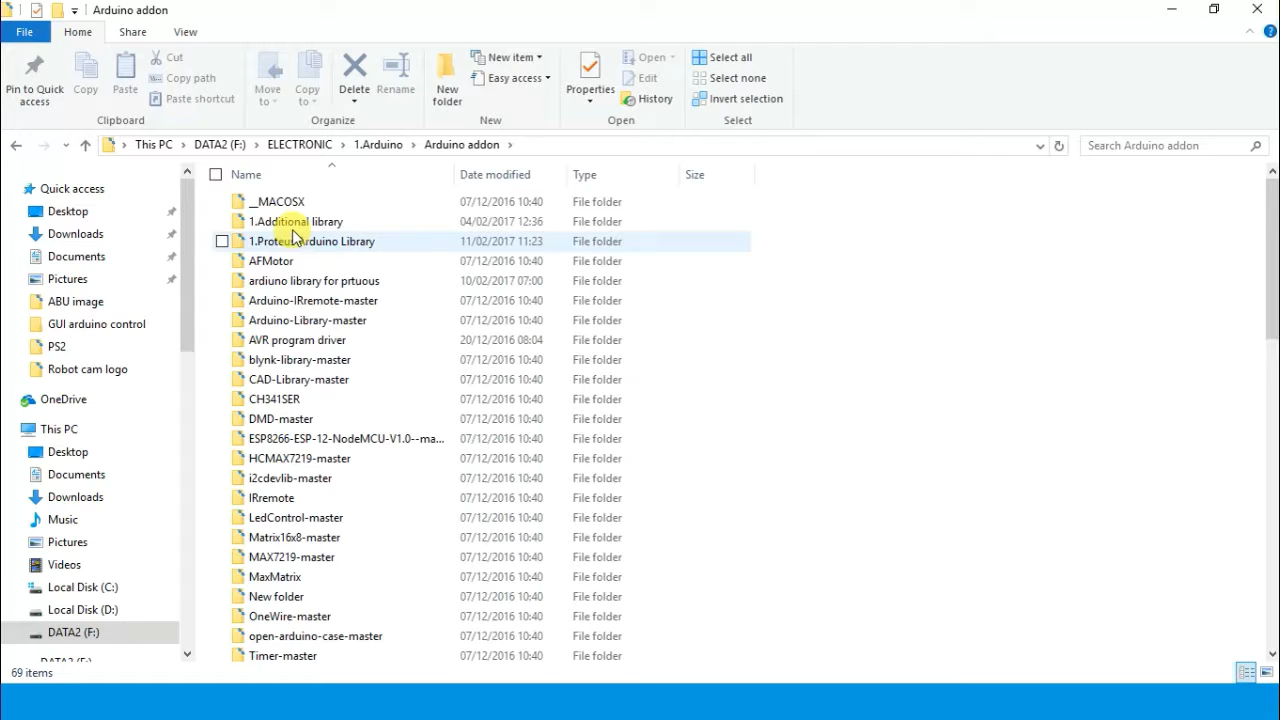 Arduino addon
File Home Share View
Pin to Quick access
Copy
Paste
Cut
Copy path
Paste shortcut
Clipboard
Move to
Copy to
Delete
Rename
Organize
New folder
New item
Easy access
New
Properties
Open
Edit
History
Open
Select all
Select none
Invert selection
Select
This PC DATA2 (F:) ELECTRONIC 1.Arduino Arduino addon
Search Arduino addon
Quick access
Desktop
Downloads
Documents
Pictures
ABU image
GUI arduino control
PS2
Robot cam logo
OneDrive
This PC
Desktop
Documents
Downloads
Music
Pictures
Videos
Local Disk (C:)
Local Disk (D:)
DATA2 (F:)
DATA2 (F:)
Name Date modified Type Size
__MACOSX 07/12/2016 10:40 File folder
1.Additional library 04/02/2017 12:36 File folder
1.Proteus Arduino Library 11/02/2017 11:23 File folder
AFMotor 07/12/2016 10:40 File folder
ardiuno library for prtuous 10/02/2017 07:00 File folder
Arduino-IRremote-master 07/12/2016 10:40 File folder
Arduino-Library-master 07/12/2016 10:40 File folder
AVR program driver 20/12/2016 08:04 File folder
blynk-library-master 07/12/2016 10:40 File folder
CAD-Library-master 07/12/2016 10:40 File folder
CH341SER 07/12/2016 10:40 File folder
DMD-master 07/12/2016 10:40 File folder
ESP8266-ESP-12-NodeMCU-V1.0--ma... 07/12/2016 10:40 File folder
HCMAX7219-master 07/12/2016 10:40 File folder
i2cdevlib-master 07/12/2016 10:40 File folder
IRremote 07/12/2016 10:40 File folder
LedControl-master 07/12/2016 10:40 File folder
Matrix16x8-master 07/12/2016 10:40 File folder
MAX7219-master 07/12/2016 10:40 File folder
MaxMatrix 07/12/2016 10:40 File folder
New folder 07/12/2016 10:40 File folder
OneWire-master 07/12/2016 10:40 File folder
open-arduino-case-master 07/12/2016 10:40 File folder
Timer-master 07/12/2016 10:40 File folder
69 items